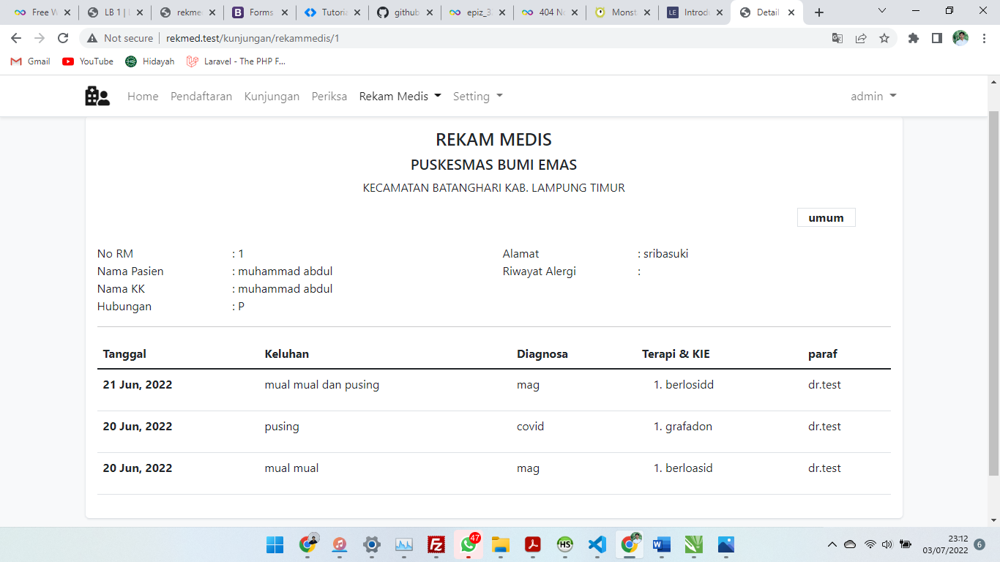 Free W
LB 1 |
rekme
Forms
Tutoria
github
epiz_3
404 No
Monst
Introdu
Detail
Not secure
rekmed.test/kunjungan/rekammedis/1
Gmail
YouTube
Hidayah
Laravel - The PHP F...
Home
Pendaftaran
Kunjungan
Periksa
Rekam Medis
Setting
admin
REKAM MEDIS
PUSKESMAS BUMI EMAS
KECAMATAN BATANGHARI KAB. LAMPUNG TIMUR
umum
No RM : 1
Nama Pasien : muhammad abdul
Nama KK : muhammad abdul
Hubungan : P
Alamat : sribasuki
Riwayat Alergi :
Tanggal Keluhan Diagnosa Terapi & KIE paraf
21 Jun, 2022 mual mual dan pusing mag 1. berlosidd dr.test
20 Jun, 2022 pusing covid 1. grafadon dr.test
20 Jun, 2022 mual mual mag 1. berloasid dr.test
47
HS
23:12
03/07/2022
6